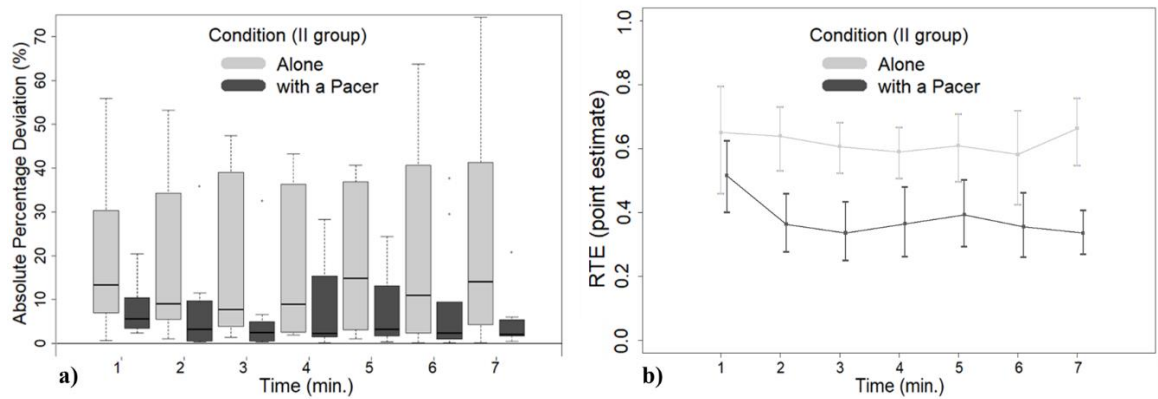 Condition (II group)
Alone
with a Pacer
Absolute Percentage Deviation (%)
70
60
50
40
30
20
10
0
1 2 3 4 5 6 7
Time (min.)
a)
Condition (II group)
Alone
with a Pacer
RTE (point estimate)
1.0
0.8
0.6
0.4
0.2
0.0
1 2 3 4 5 6 7
Time (min.)
b)